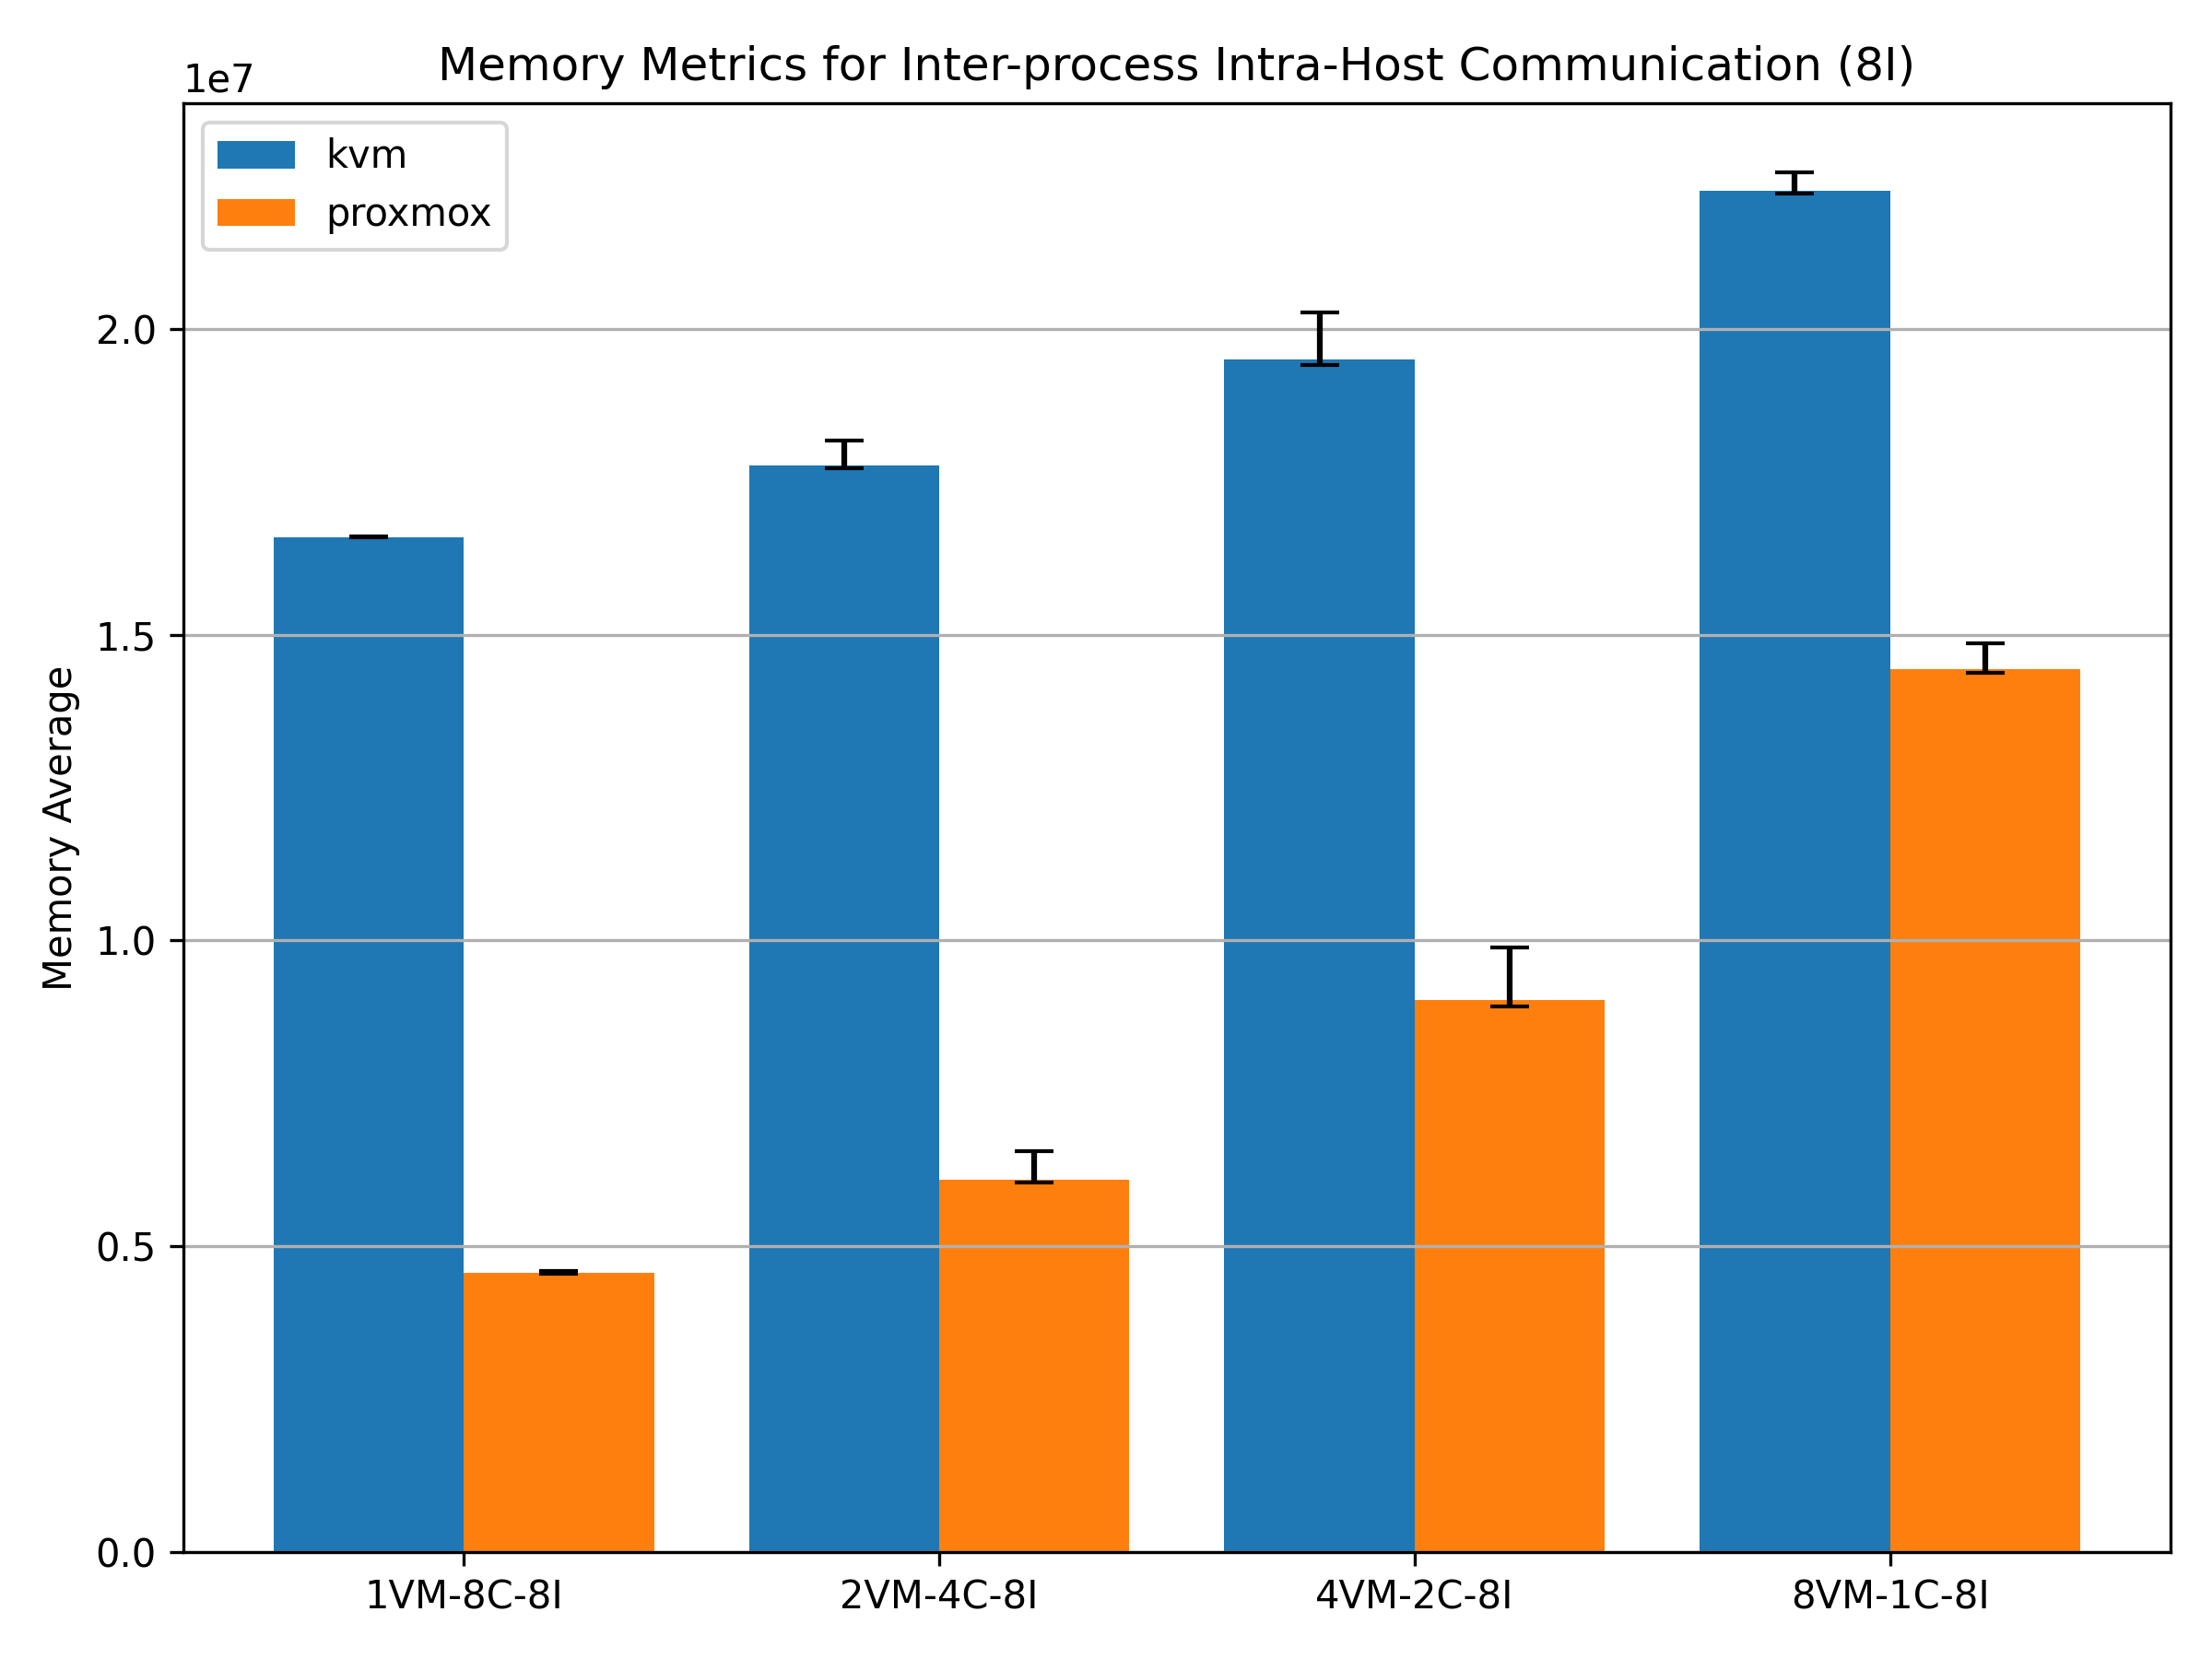 Memory Metrics for Inter-process Intra-Host Communication (8I)
1e7
kvm
proxmox
2.0
1.5
1.0
0.5
0.0
Memory Average
1VM-8C-8I
2VM-4C-8I
4VM-2C-8I
8VM-1C-8I